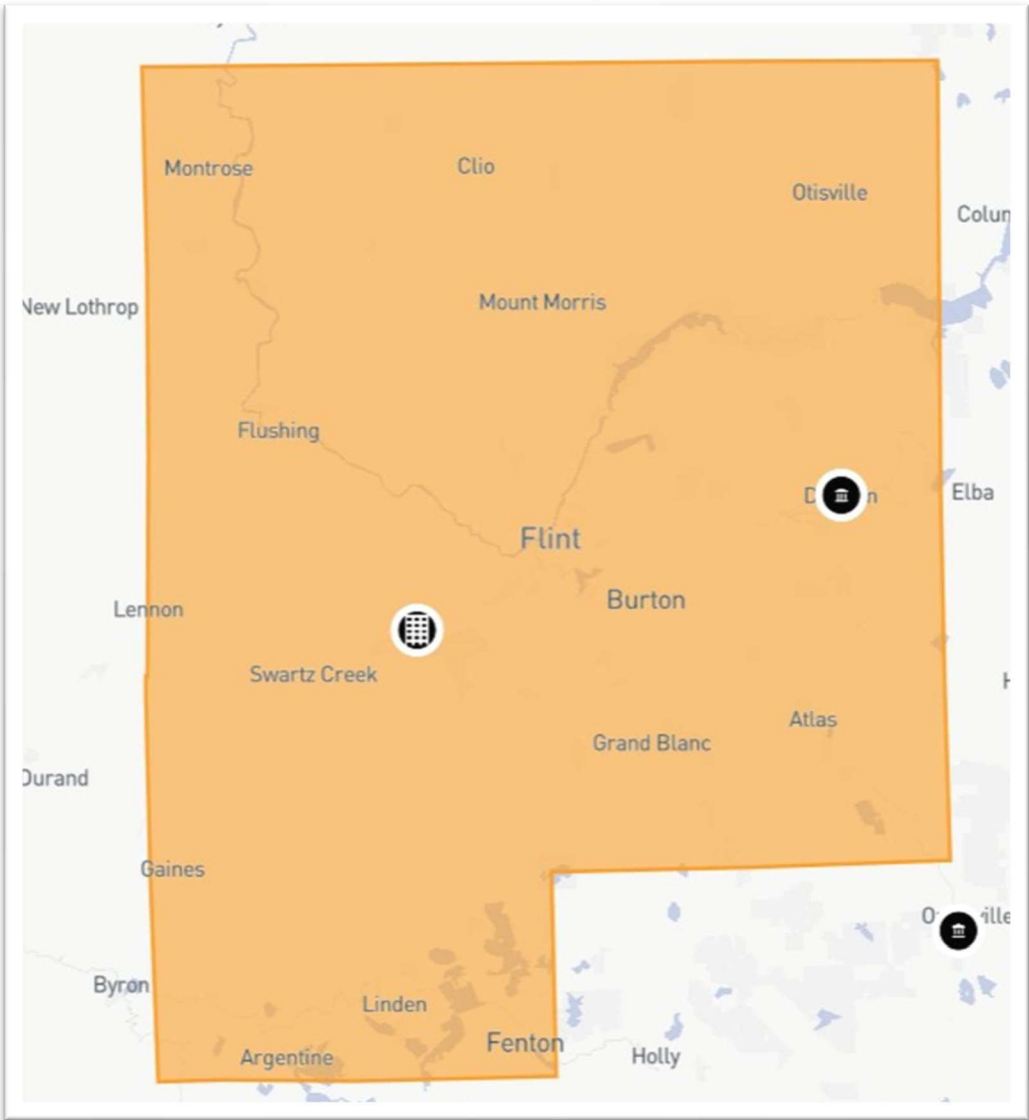 Montrose
Clio
Otisville
Colum
New Lothrop
Mount Morris
Flushing
Elba
Flint
Burton
Lennon
Swartz Creek
Atlas
Grand Blanc
Durand
Gaines
Byron
Linden
Fenton
Holly
Argentine